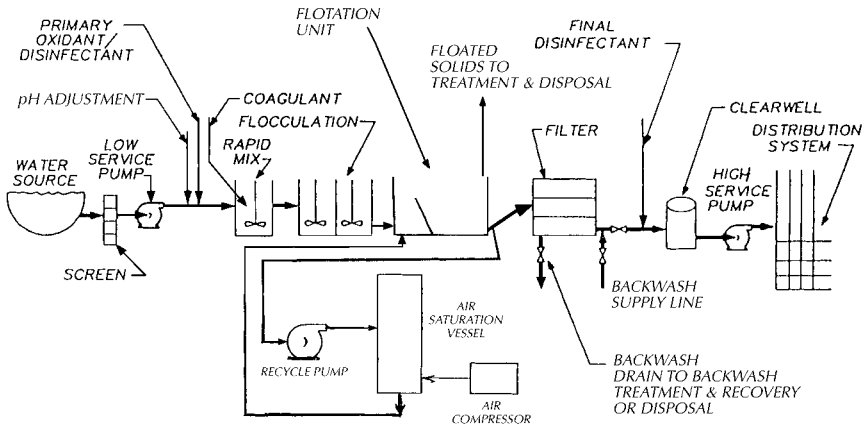 PRIMARY
OXIDANT/
DISINFECTANT
pH ADJUSTMENT
LOW
SERVICE
PUMP
WATER
SOURCE
SCREEN
COAGULANT
FLOCCULATION
RAPID
MIX
FLOTATION
UNIT
FLOATED
SOLIDS TO
TREATMENT & DISPOSAL
FINAL
DISINFECTANT
FILTER
CLEARWELL
DISTRIBUTION
SYSTEM
HIGH
SERVICE
PUMP
BACKWASH
SUPPLY LINE
BACKWASH
DRAIN TO BACKWASH
TREATMENT & RECOVERY
OR DISPOSAL
AIR
SATURATION
VESSEL
RECYCLE PUMP
AIR
COMPRESSOR